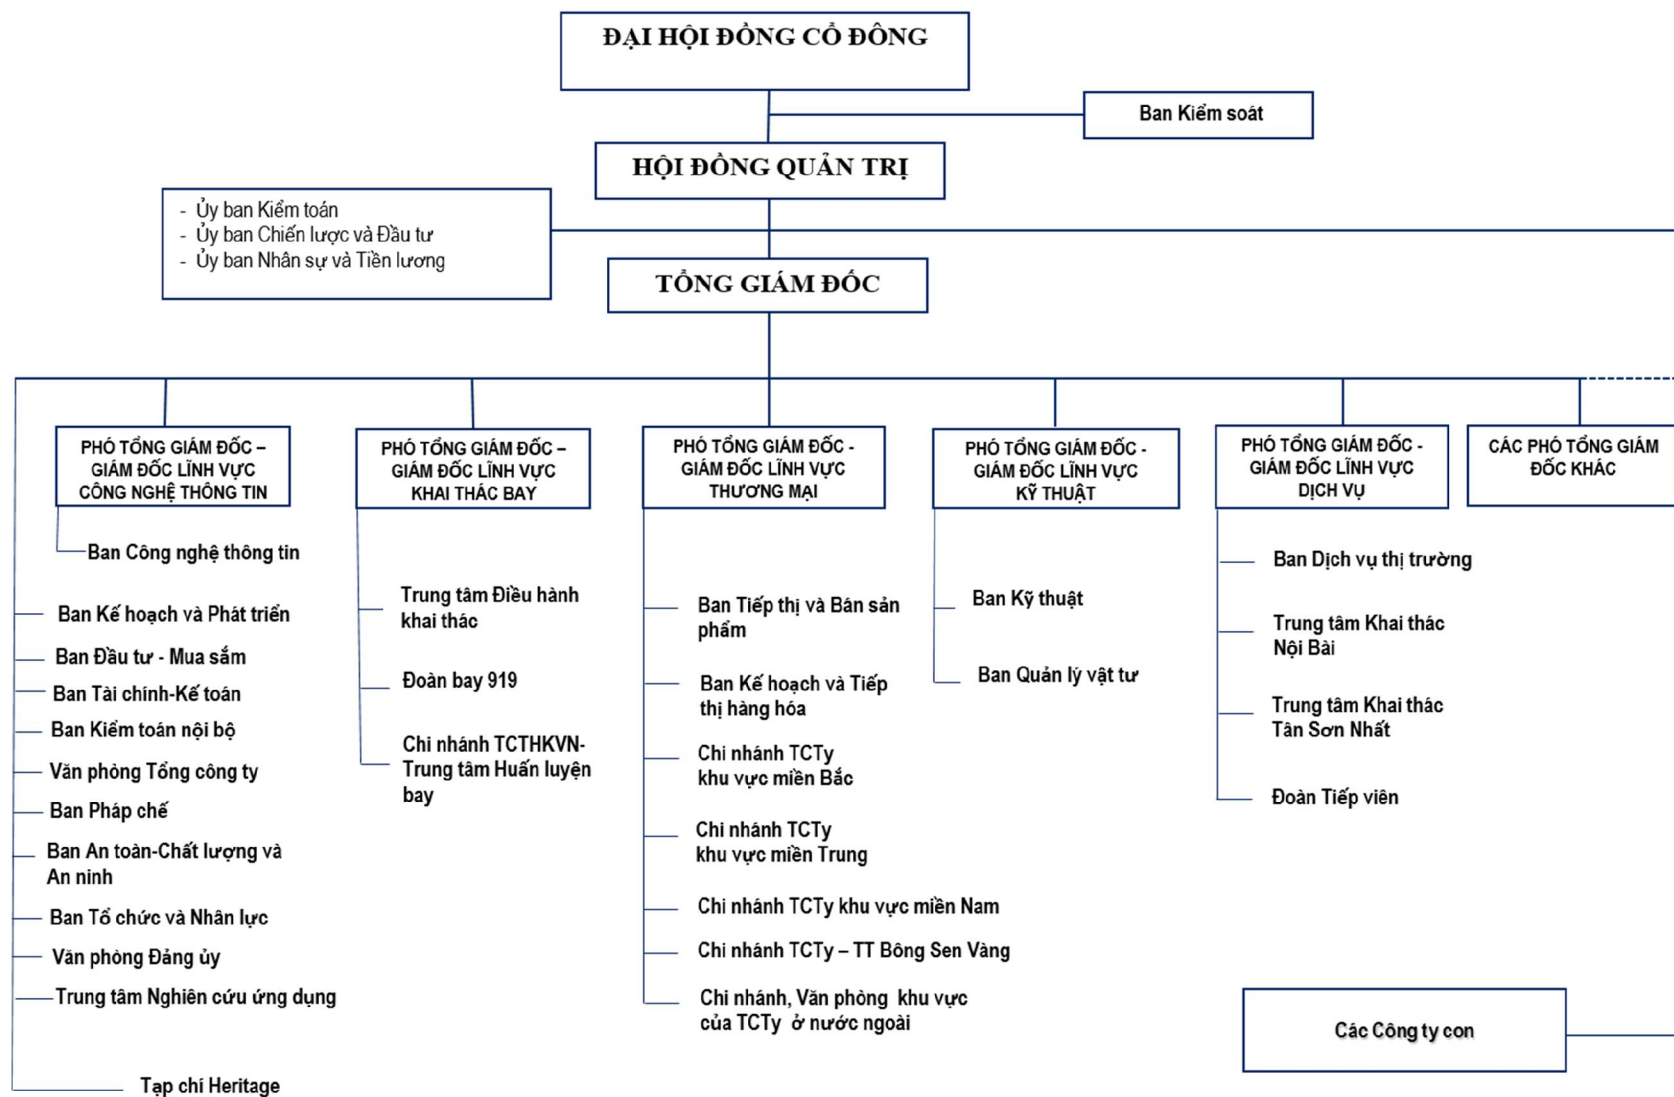 ĐẠI HỘI ĐỒNG CỔ ĐÔNG
Ban Kiểm soát
HỘI ĐỒNG QUẢN TRỊ
- Ủy ban Kiểm toán
- Ủy ban Chiến lược và Đầu tư
- Ủy ban Nhân sự và Tiền lương
TỔNG GIÁM ĐỐC
PHÓ TỔNG GIÁM ĐỐC –
GIÁM ĐỐC LĨNH VỰC
CÔNG NGHỆ THÔNG TIN
Ban Công nghệ thông tin
Ban Kế hoạch và Phát triển
Ban Đầu tư - Mua sắm
Ban Tài chính-Kế toán
Ban Kiểm toán nội bộ
Văn phòng Tổng công ty
Ban Pháp chế
Ban An toàn-Chất lượng và
An ninh
Ban Tổ chức và Nhân lực
Văn phòng Đảng ủy
Trung tâm Nghiên cứu ứng dụng
Tạp chí Heritage
PHÓ TỔNG GIÁM ĐỐC –
GIÁM ĐỐC LĨNH VỰC
KHAI THÁC BAY
Trung tâm Điều hành
khai thác
Đoàn bay 919
Chi nhánh TCTHKVN-
Trung tâm Huấn luyện
bay
PHÓ TỔNG GIÁM ĐỐC -
GIÁM ĐỐC LĨNH VỰC
THƯƠNG MẠI
Ban Tiếp thị và Bán sản
phẩm
Ban Kế hoạch và Tiếp
thị hàng hóa
Chi nhánh TCTy
khu vực miền Bắc
Chi nhánh TCTy
khu vực miền Trung
Chi nhánh TCTy khu vực miền Nam
Chi nhánh TCTy – TT Bông Sen Vàng
Chi nhánh, Văn phòng khu vực
của TCTy ở nước ngoài
PHÓ TỔNG GIÁM ĐỐC -
GIÁM ĐỐC LĨNH VỰC
KỸ THUẬT
Ban Kỹ thuật
Ban Quản lý vật tư
PHÓ TỔNG GIÁM ĐỐC -
GIÁM ĐỐC LĨNH VỰC
DỊCH VỤ
Ban Dịch vụ thị trường
Trung tâm Khai thác
Nội Bài
Trung tâm Khai thác
Tân Sơn Nhất
Đoàn Tiếp viên
CÁC PHÓ TỔNG GIÁM
ĐỐC KHÁC
Các Công ty con